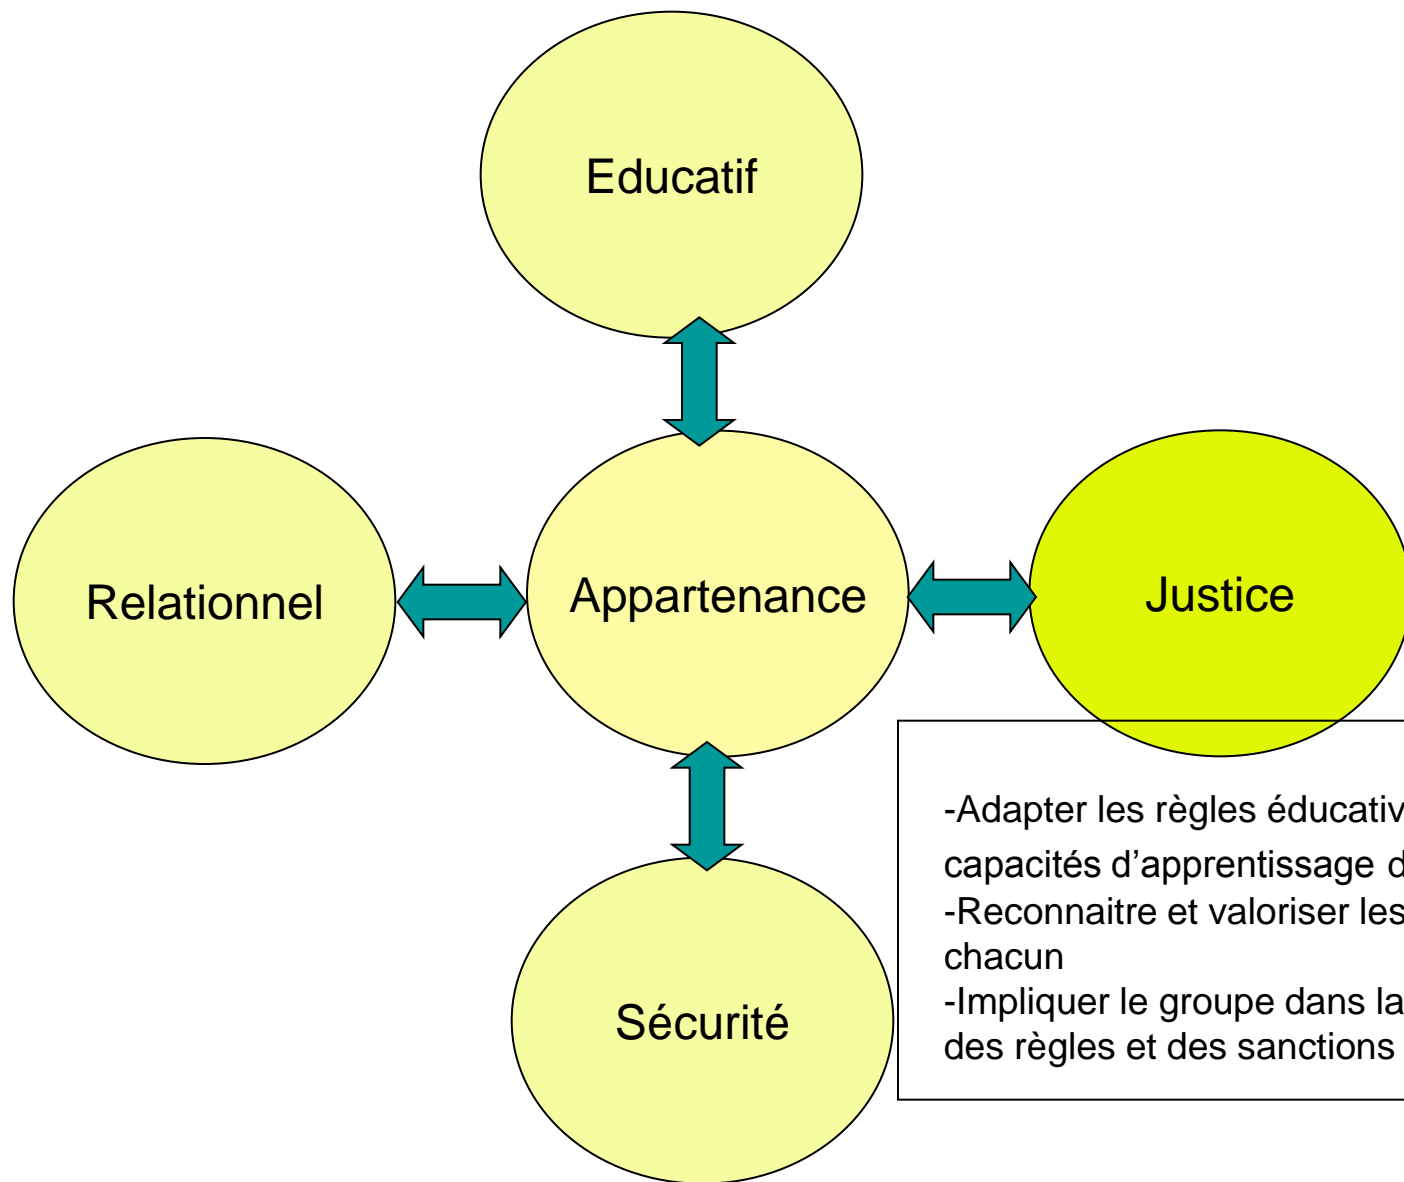 Educatif
Relationnel
Appartenance
Justice
-Adapter les règles
capacités d’apprentissage
-Reconnaitre et valoriser les
chacun
-Impliquer le groupe dans la
des règles et des sanctions
Sécurité